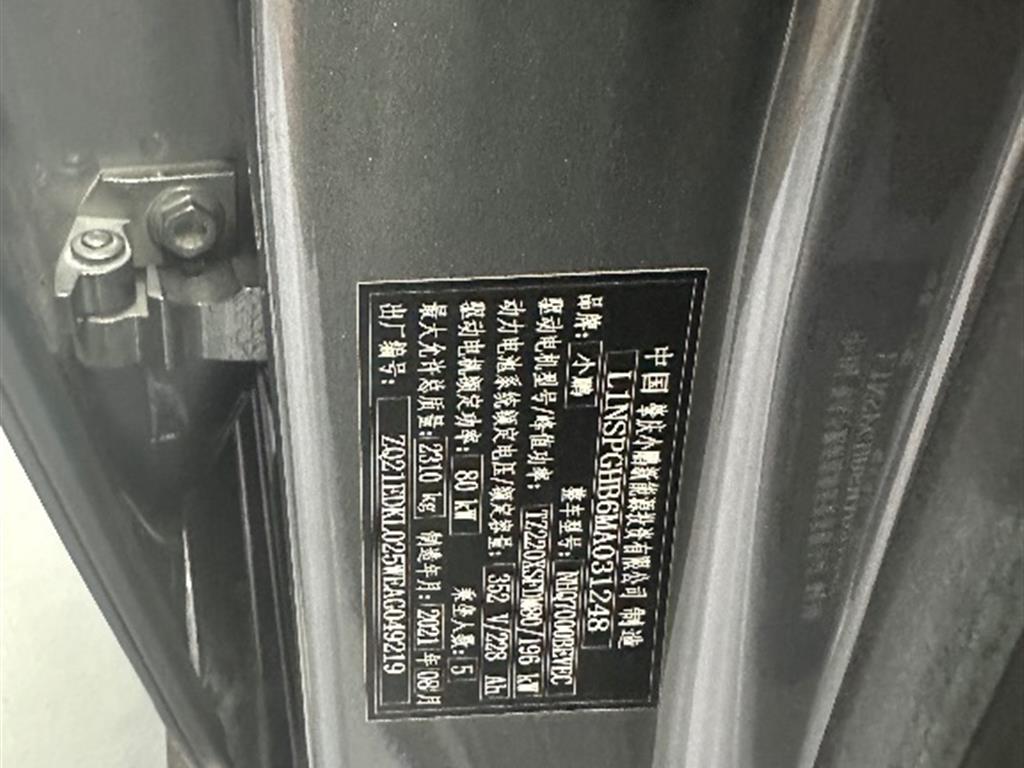 中国 肇庆小鹏新能源投资有限公司 制造
L1NSPGHB6MA031248
品牌: 小鹏 整车型号: NHQ7000BEVBC
驱动电机型号/峰值功率: TZ220XSPDM80/196 kW
动力电池系统额定电压/额定容量: 352 V/228 Ah
驱动电机额定功率: 80 kW 乘坐人数: 5
最大允许总质量: 2310 kg 制造年月: 2021 年 08 月
出厂编号: